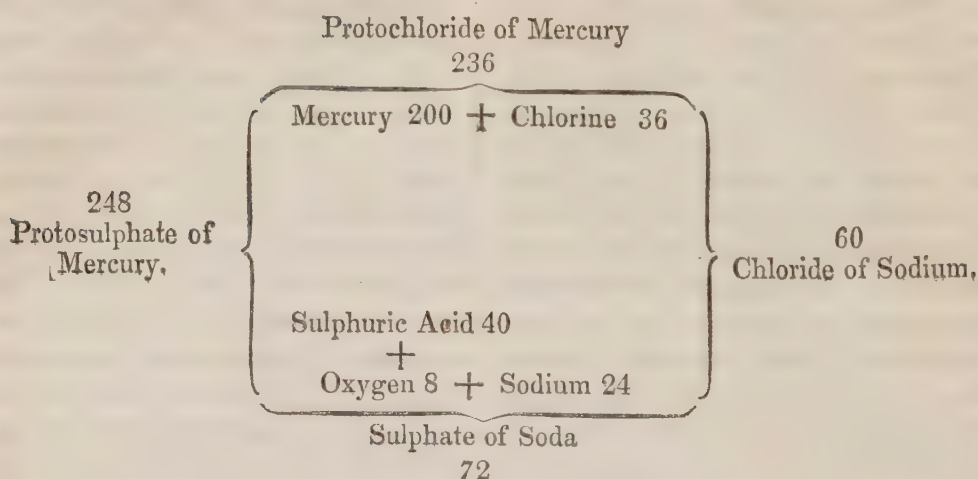 Protochloride of Mercury
236
Mercury 200 + Chlorine 36
248
Protosulphate of
Mercury,
60
Chloride of Sodium,
Sulphuric Acid 40
+
Oxygen 8 + Sodium 24
Sulphate of Soda
72